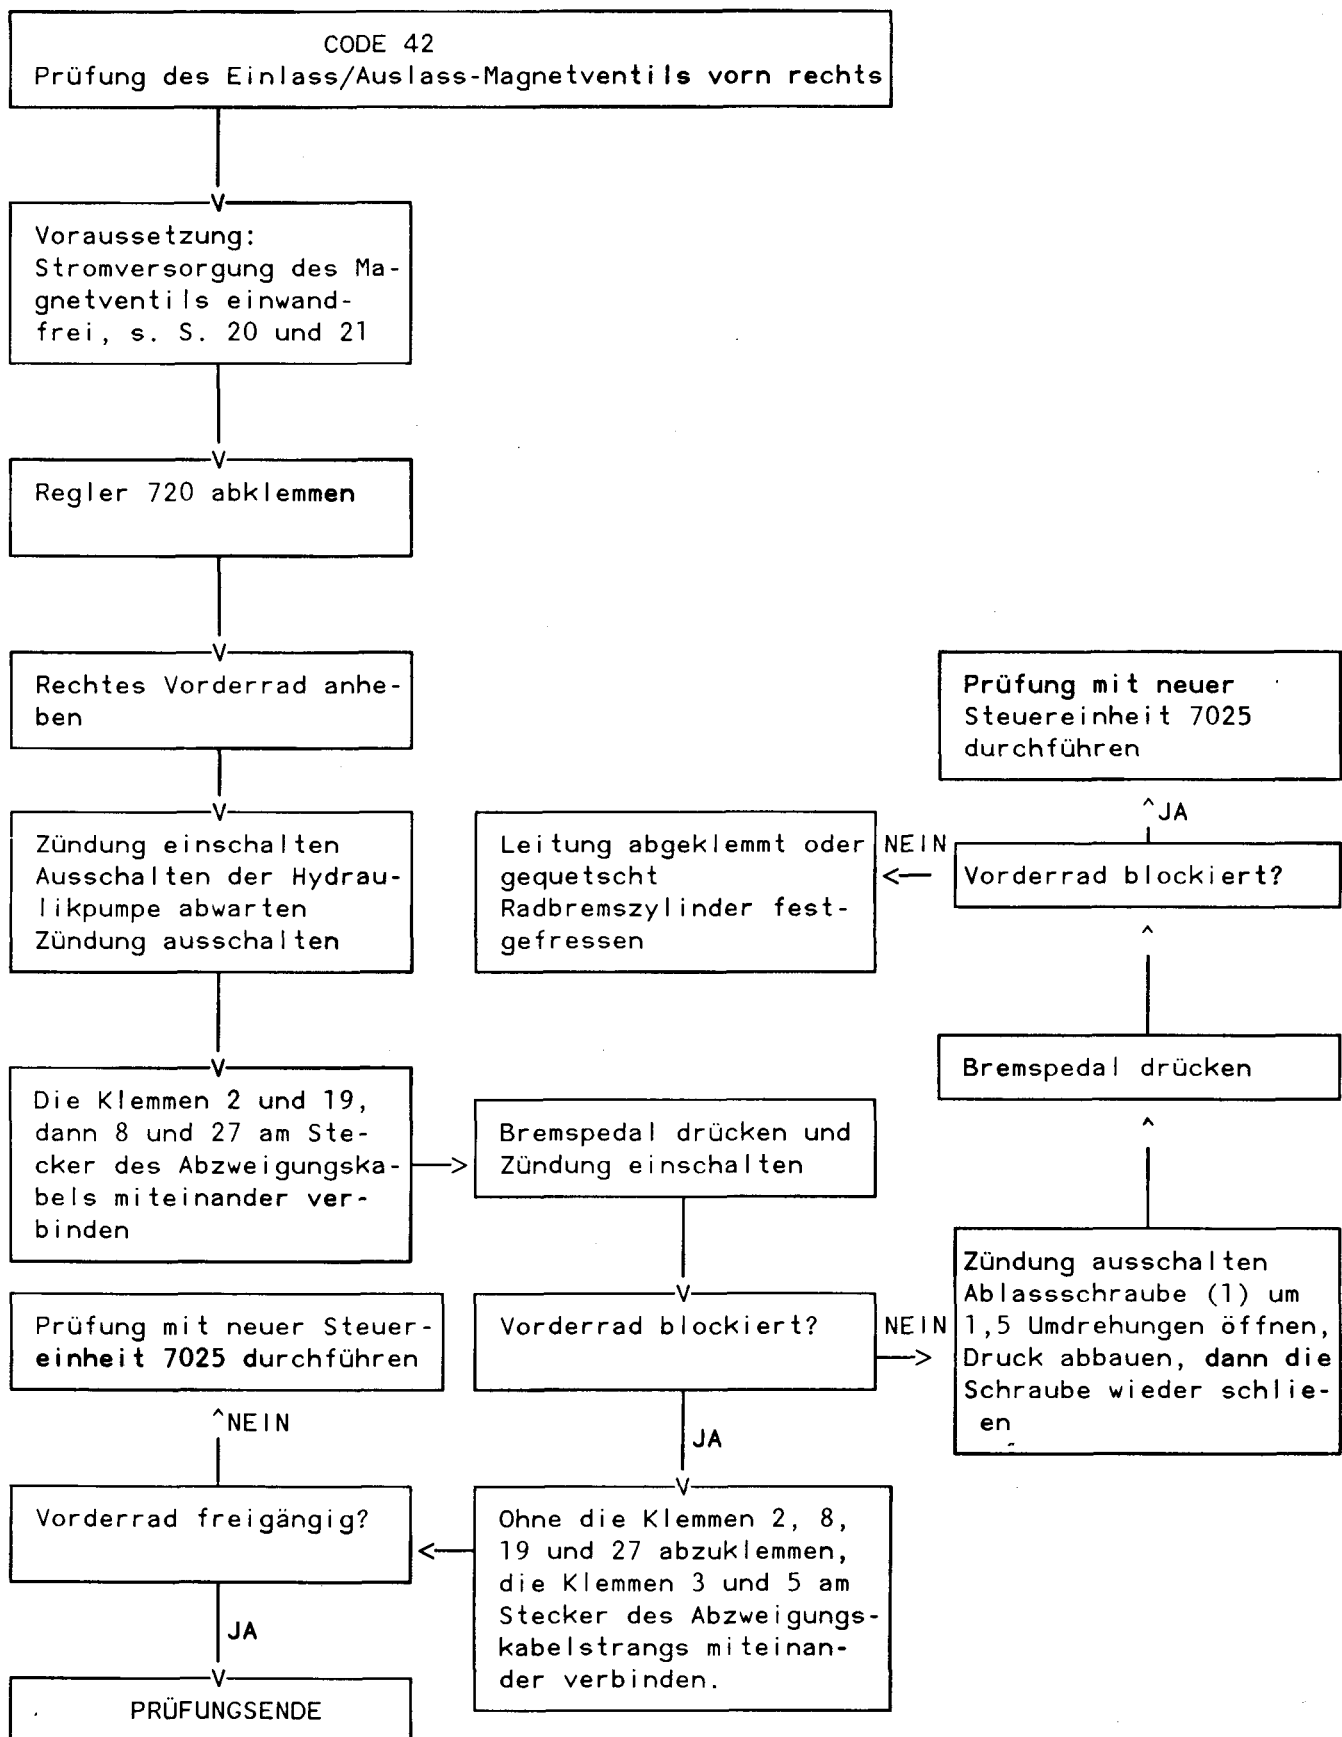 CODE 42
Prüfung des Einlass/Auslass-Magnetventils vorn rechts
Voraussetzung:
Stromversorgung des Ma-
gnetventils einwand-
frei, s. S. 20 und 21
Regler 720 abklemmen
Rechtes Vorderrad anhe-
ben
Zündung einschalten
Ausschalten der Hydrau-
likpumpe abwarten
Zündung ausschalten
Die Klemmen 2 und 19,
dann 8 und 27 am Ste-
cker des Abzweigungska-
bels miteinander ver-
binden
Bremspedal drücken und
Zündung einschalten
Vorderrad blockiert?
NEIN
Zündung ausschalten
Ablassschraube (1) um
1,5 Umdrehungen öffnen,
Druck abbauen, dann die
Schraube wieder schlie-
en
Bremspedal drücken
Vorderrad blockiert?
JA
Prüfung mit neuer
Steuereinheit 7025
durchführen
NEIN
Leitung abgeklemmt oder
gequetscht
Radbremszylinder fest-
gefressen
JA
Ohne die Klemmen 2, 8,
19 und 27 abzuklemmen,
die Klemmen 3 und 5 am
Stecker des Abzweigungs-
kabelstrangs miteinan-
der verbinden.
Vorderrad freigängig?
NEIN
Prüfung mit neuer Steuer-
einheit 7025 durchführen
JA
PRÜFUNGSENDE